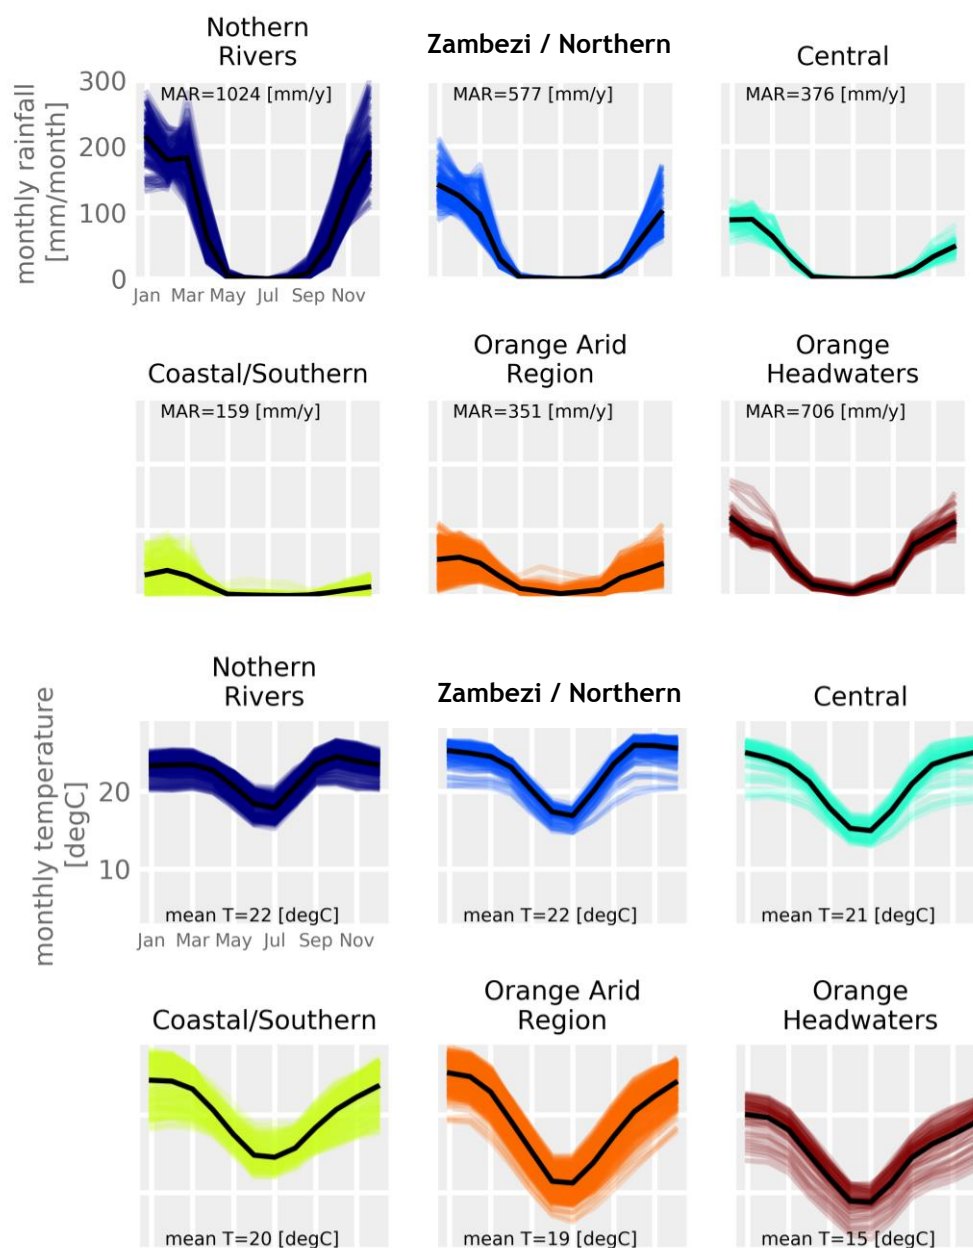 Nothern
Rivers
Zambezi / Northern
Central
monthly rainfall
[mm/month]
300
200
100
0
MAR=1024 [mm/y]
MAR=577 [mm/y]
MAR=376 [mm/y]
Jan Mar May Jul Sep Nov
Coastal/Southern
Orange Arid
Region
Orange
Headwaters
MAR=159 [mm/y]
MAR=351 [mm/y]
MAR=706 [mm/y]
Nothern
Rivers
Zambezi / Northern
Central
monthly temperature
[degC]
20
10
mean T=22 [degC]
mean T=22 [degC]
mean T=21 [degC]
Jan Mar May Jul Sep Nov
Coastal/Southern
Orange Arid
Region
Orange
Headwaters
mean T=20 [degC]
mean T=19 [degC]
mean T=15 [degC]